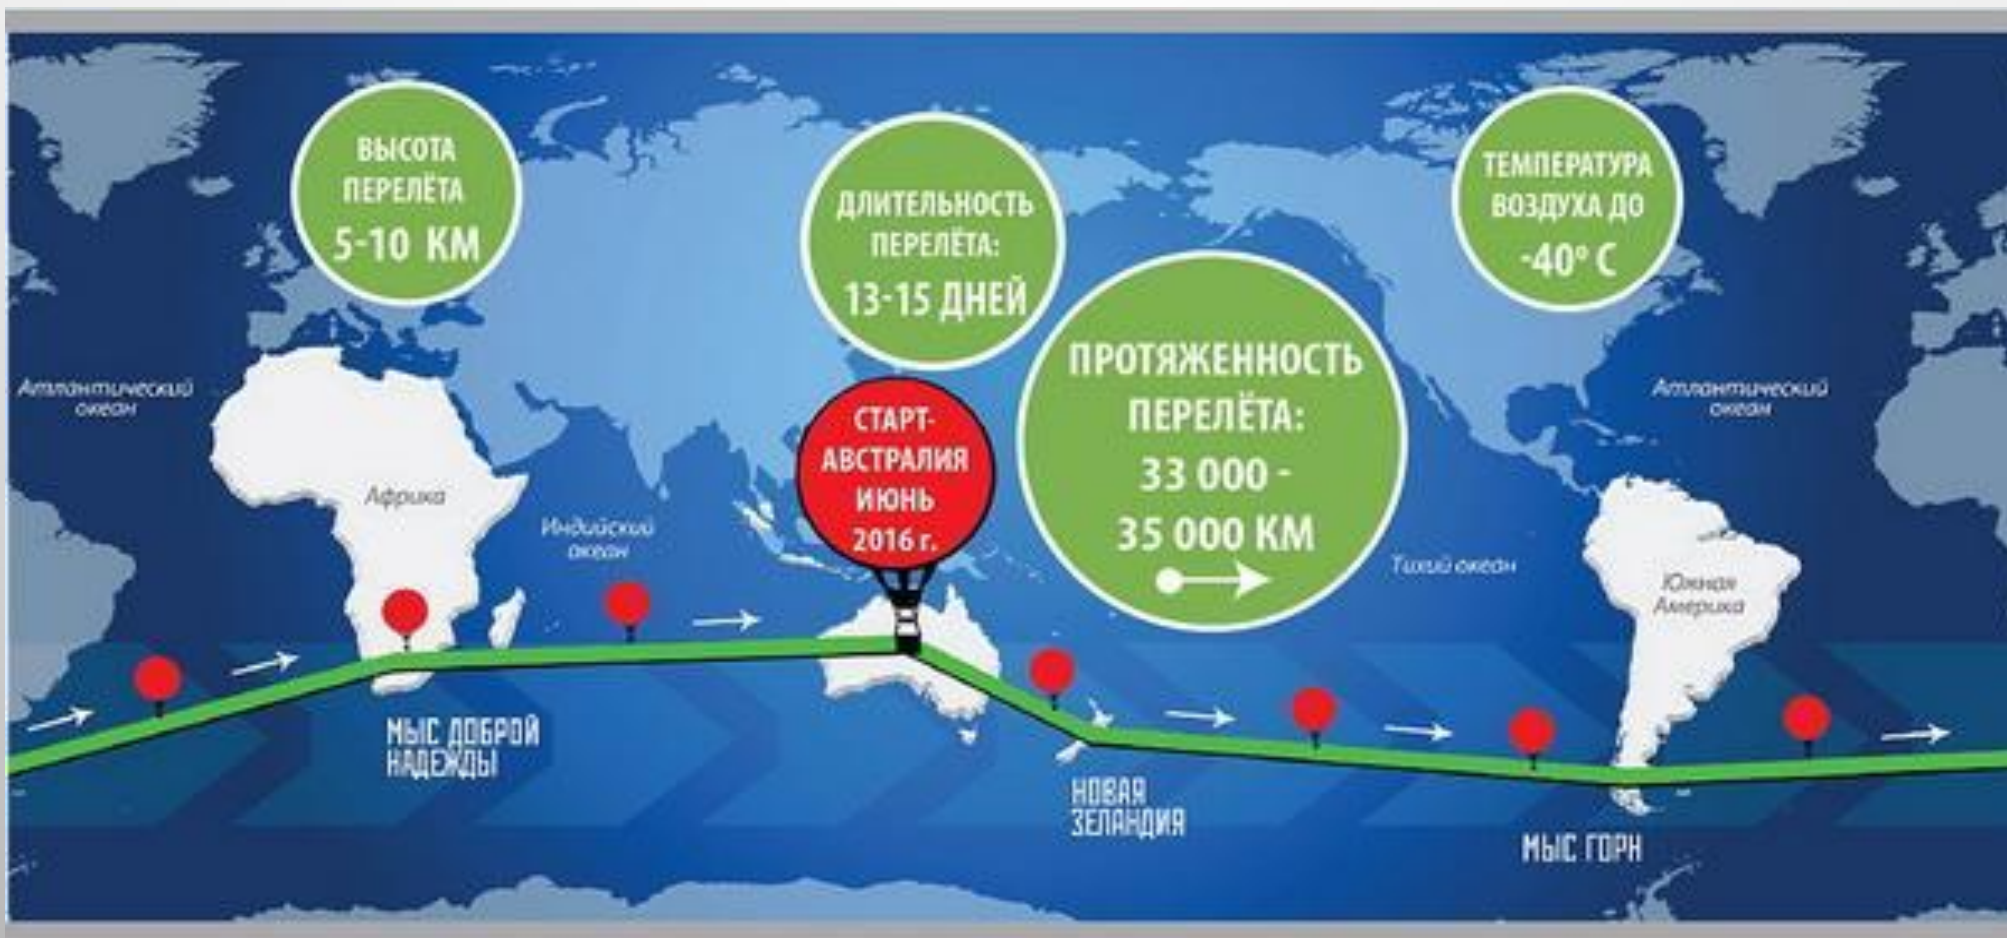 ВЫСОТА
ПЕРЕЛЁТА
5-10 КМ
ДЛИТЕЛЬНОСТЬ
ПЕРЕЛЁТА:
13-15 ДНЕЙ
ТЕМПЕРАТУРА
ВОЗДУХА ДО
-40° С
ПРОТЯЖЕННОСТЬ
ПЕРЕЛЁТА:
33 000 -
35 000 КМ
СТАРТ-
АВСТРАЛИЯ
ИЮНЬ
2016 г.
Атлантический
океан
Африка
Индийский
океан
Тихий океан
Атлантический
океан
Южная
Америка
МЫС ДОБРОЙ
НАДЕЖДЫ
НОВАЯ
ЗЕЛАНДИЯ
МЫС ГОРН